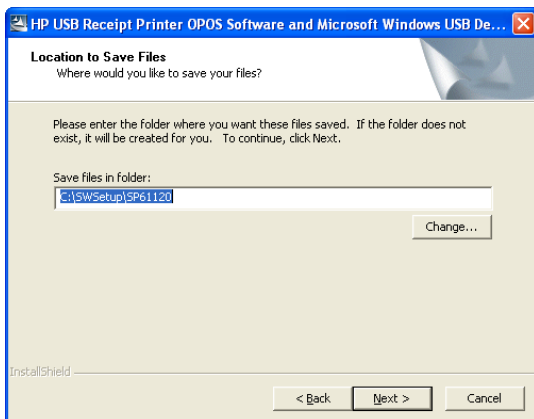 HP USB Receipt Printer OPOS Software and Microsoft Windows USB De...
Location to Save Files
Where would you like to save your files?
Please enter the folder where you want these files saved. If the folder does not
exist, it will be created for you. To continue, click Next.
Save files in folder:
C:\SWSetup\SP61120
Change...
InstallShield
< Back Next > Cancel